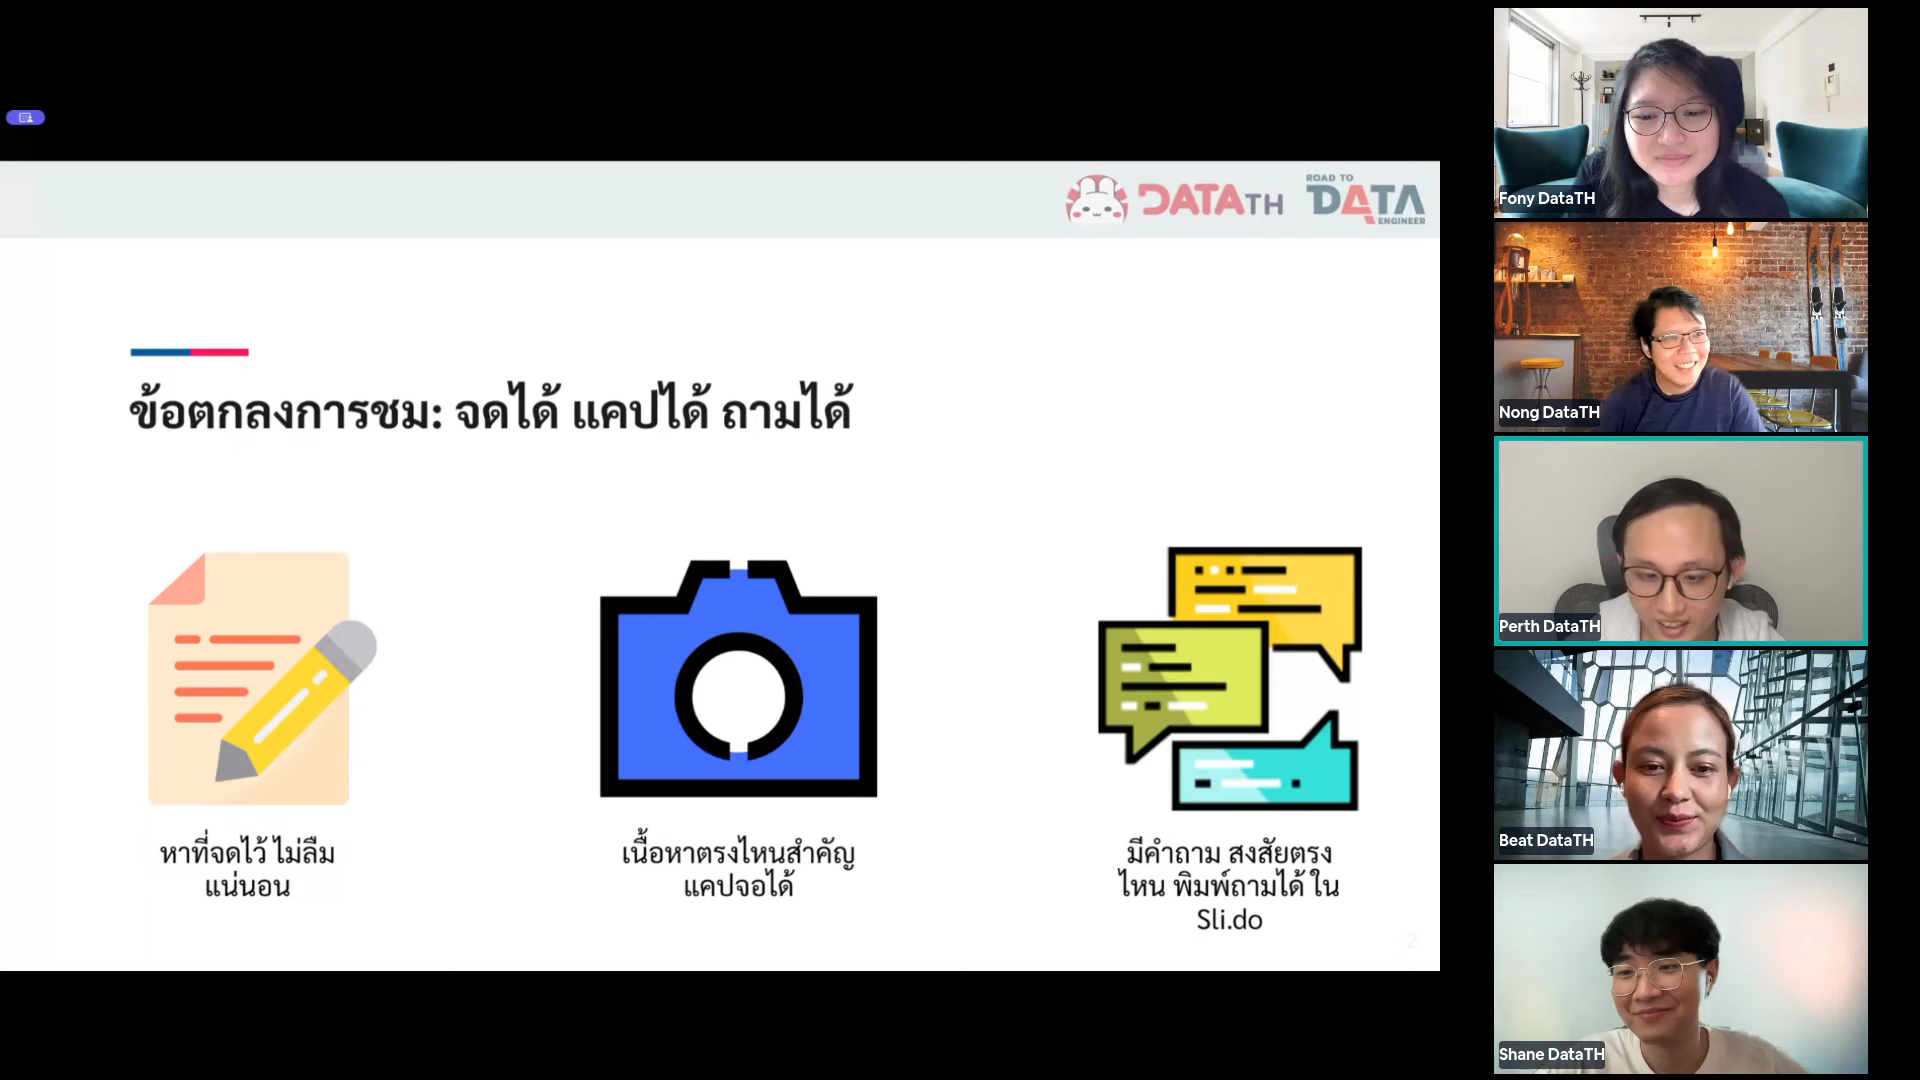 DATA TH
ROAD TO
DATA
ENGINEER
ข้อตกลงการชม: จดได้ แคปได้ ถามได้
หาที่จดไว้ ไม่ลืม
แน่นอน
เนื้อหาตรงไหนสำคัญ
แคปจอได้
มีคำถาม สงสัยตรง
ไหน พิมพ์ถามได้ ใน
Sli.do
2
Fony DataTH
Nong DataTH
Perth DataTH
Beat DataTH
Shane DataTH